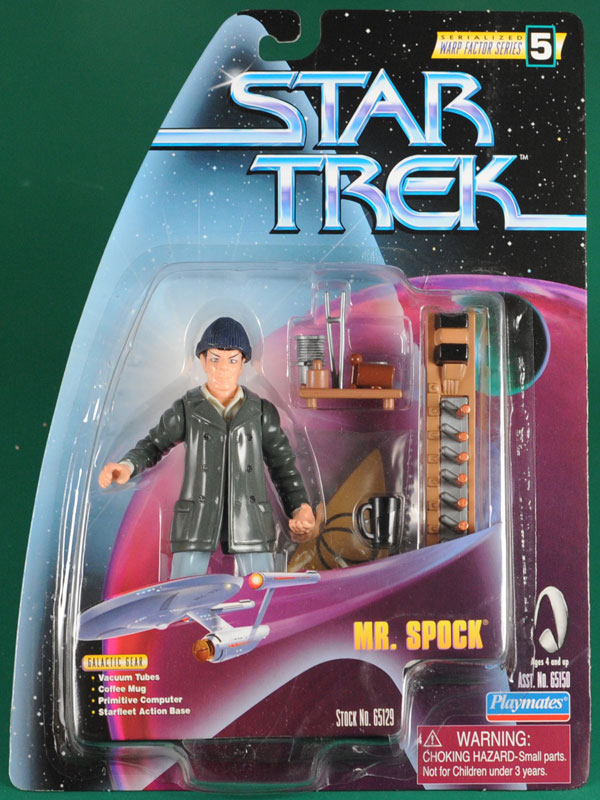 SERIALIZED
WARP FACTOR SERIES 5
STAR
TREK™
MR. SPOCK®
GALACTIC GEAR
• Vacuum Tubes
• Coffee Mug
• Primitive Computer
• Starfleet Action Base
STOCK No. 65129
Ages 4 and up
ASST. No. 65150
Playmates®
⚠ WARNING:
CHOKING HAZARD-Small parts.
Not for Children under 3 years.